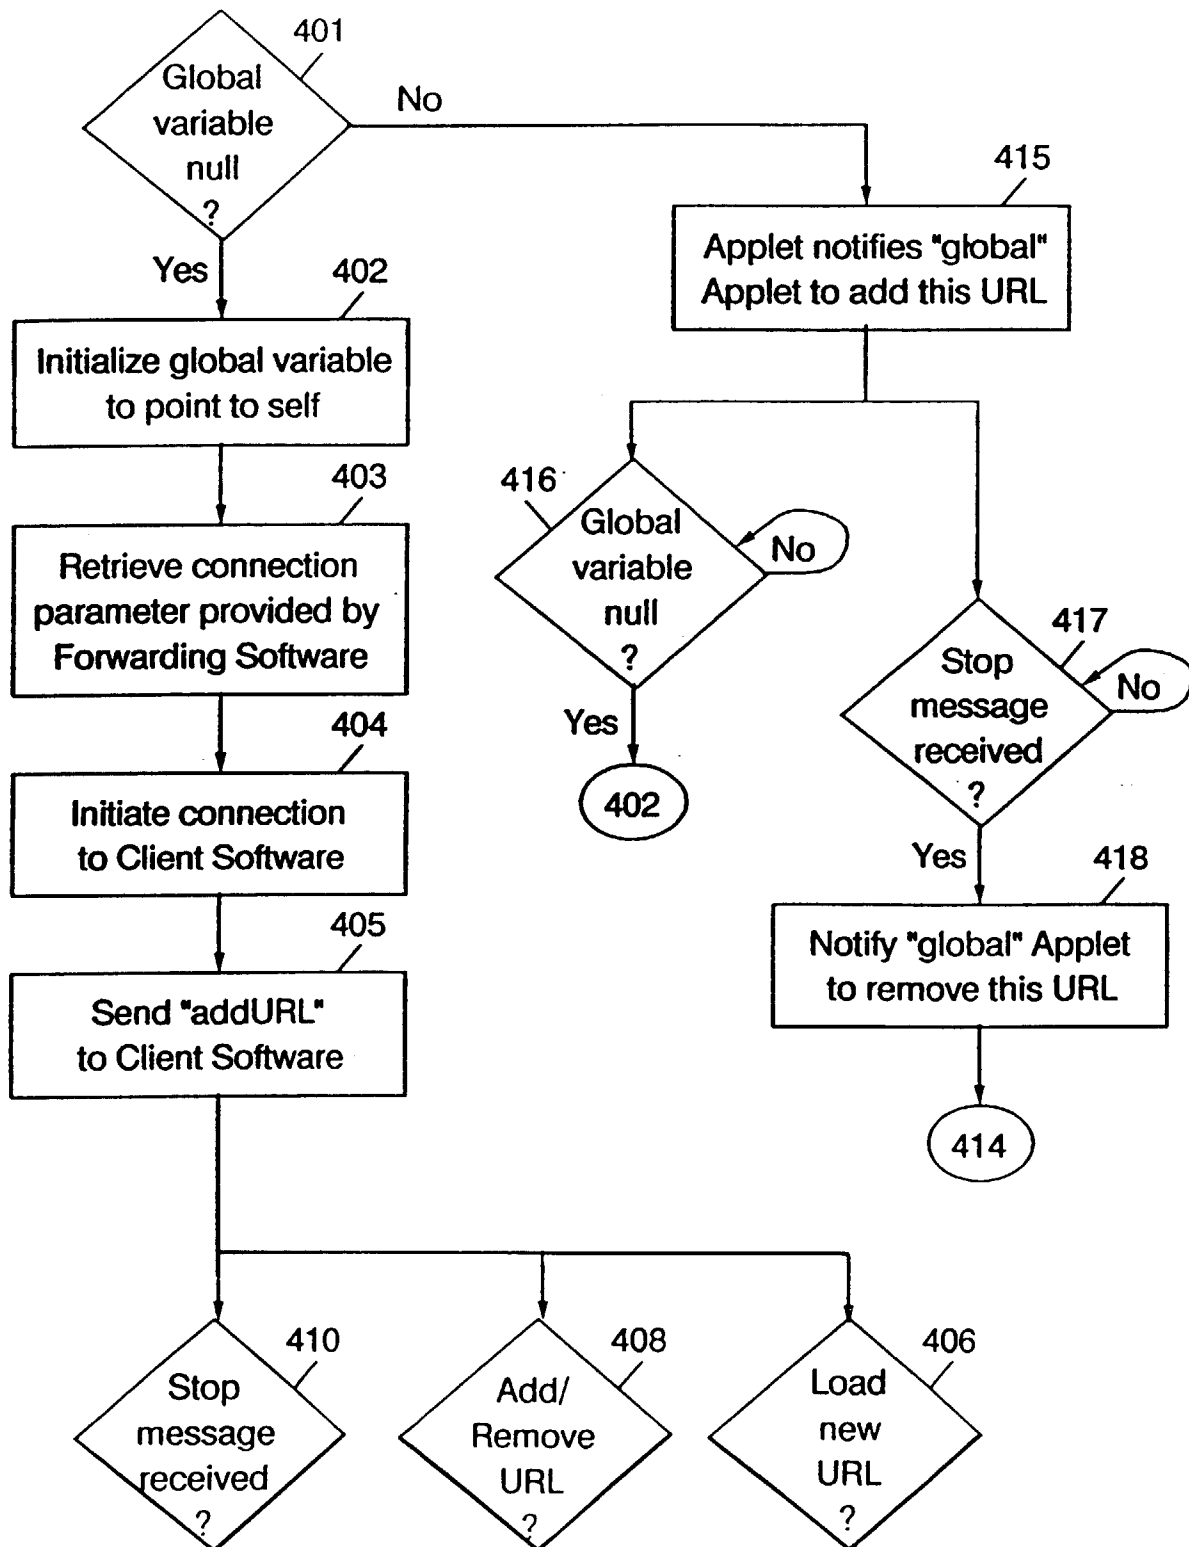 401
Global
variable
null
?
No
Yes
402
Initialize global variable
to point to self
403
Retrieve connection
parameter provided by
Forwarding Software
404
Initiate connection
to Client Software
405
Send "addURL"
to Client Software
410
Stop
message
received
?
408
Add/
Remove
URL
?
406
Load
new
URL
?
415
Applet notifies "global"
Applet to add this URL
416
Global
variable
null
?
No
Yes
402
417
Stop
message
received
?
No
Yes
418
Notify "global" Applet
to remove this URL
414